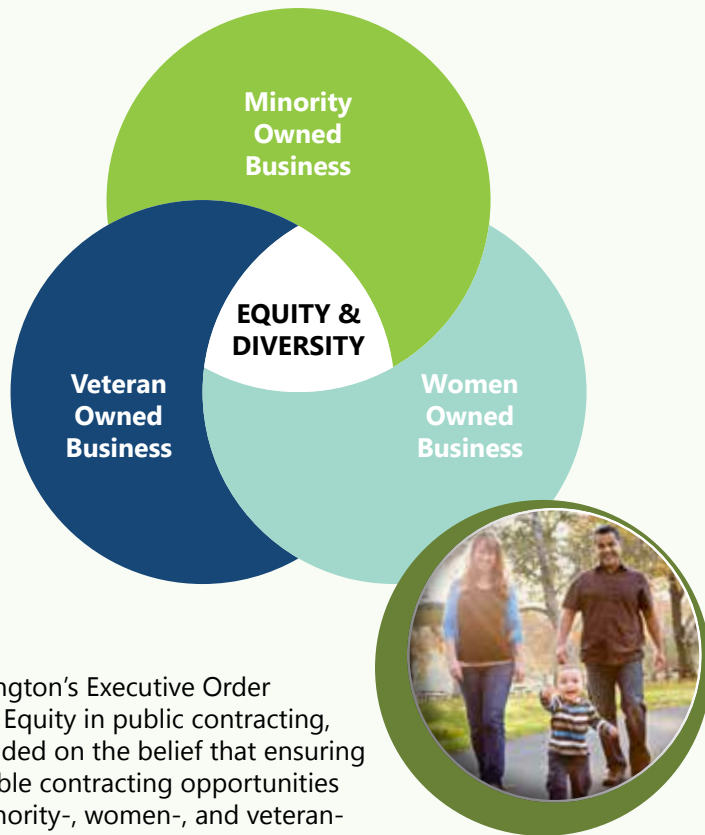 Minority
Owned
Business
EQUITY &
DIVERSITY
Veteran
Owned
Business
Women
Owned
Business
ngton's Executive Order
Equity in public contracting,
ded on the belief that ensuring
ble contracting opportunities
nority-, women-, and veteran-